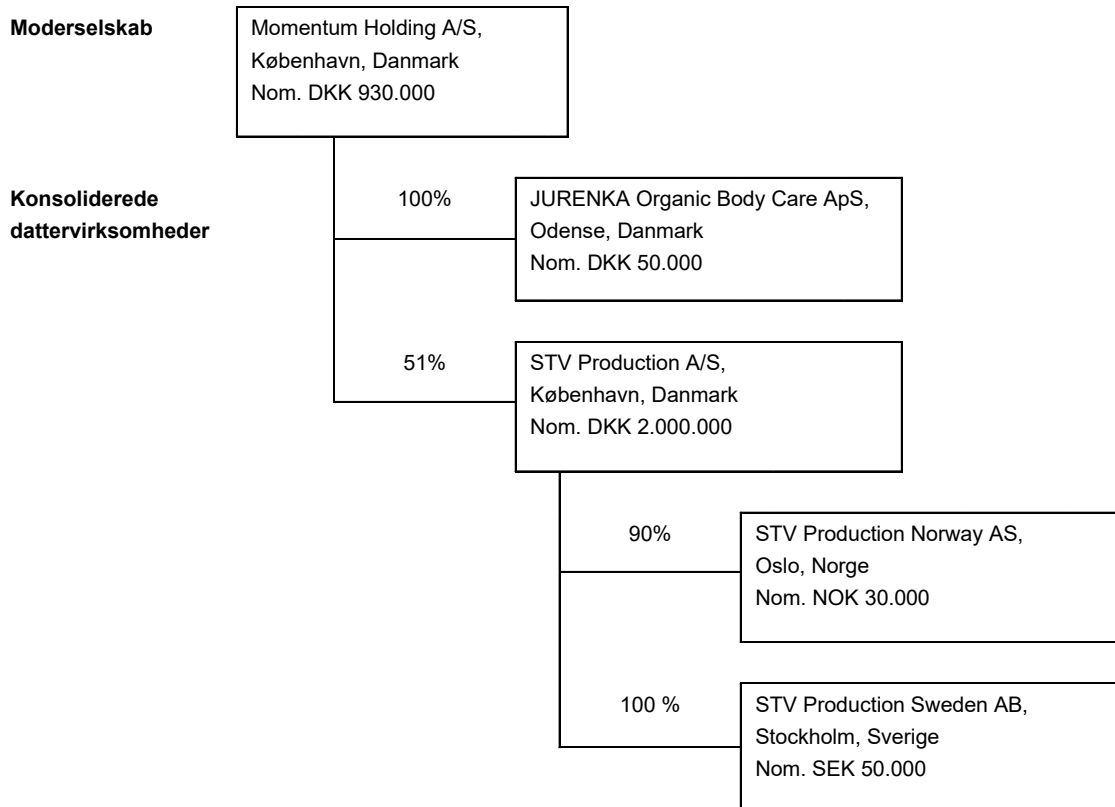 Moderselskab
Momentum Holding A/S,
København, Danmark
Nom. DKK 930.000
Konsoliderede
dattervirksomheder
100%
JURENKA Organic Body Care ApS,
Odense, Danmark
Nom. DKK 50.000
51%
STV Production A/S,
København, Danmark
Nom. DKK 2.000.000
90%
STV Production Norway AS,
Oslo, Norge
Nom. NOK 30.000
100 %
STV Production Sweden AB,
Stockholm, Sverige
Nom. SEK 50.000